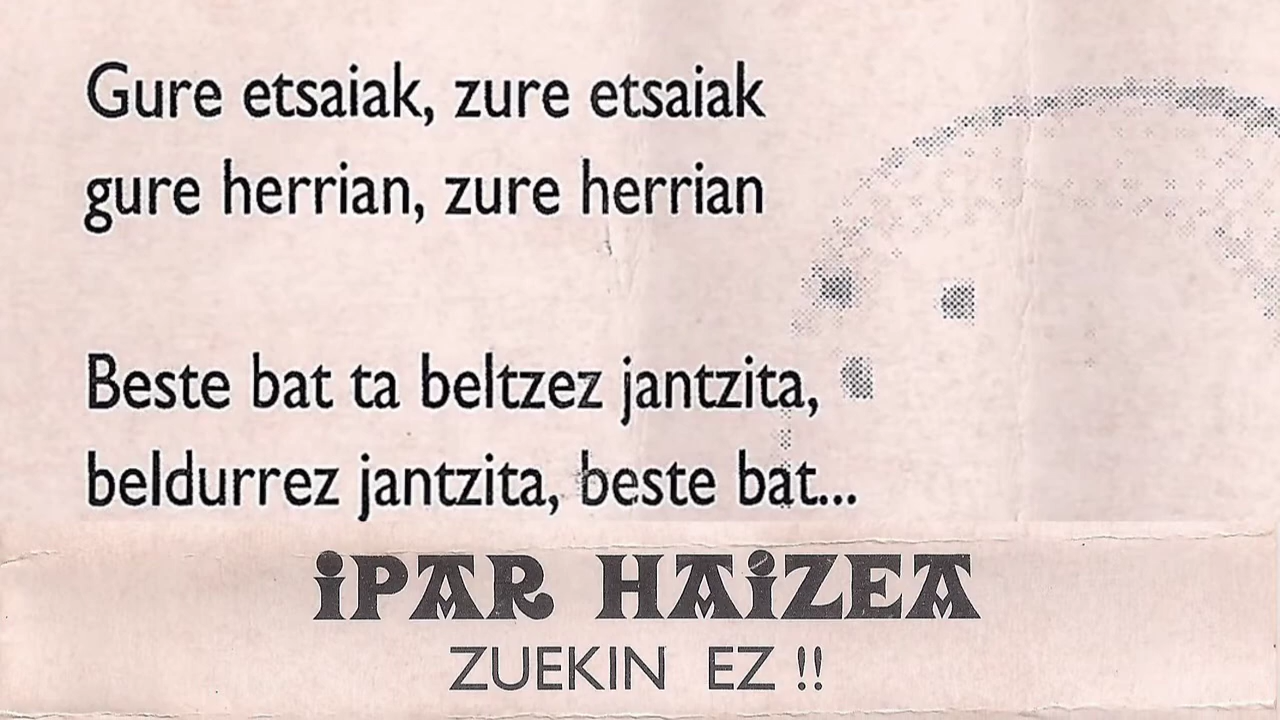 Gure etsaiak, zure etsaiak
gure herrian, zure herrian
Beste bat ta beltzez jantzita,
beldurrez jantzita, beste bat...
iPAR HAiZEA
ZUEKIN EZ !!